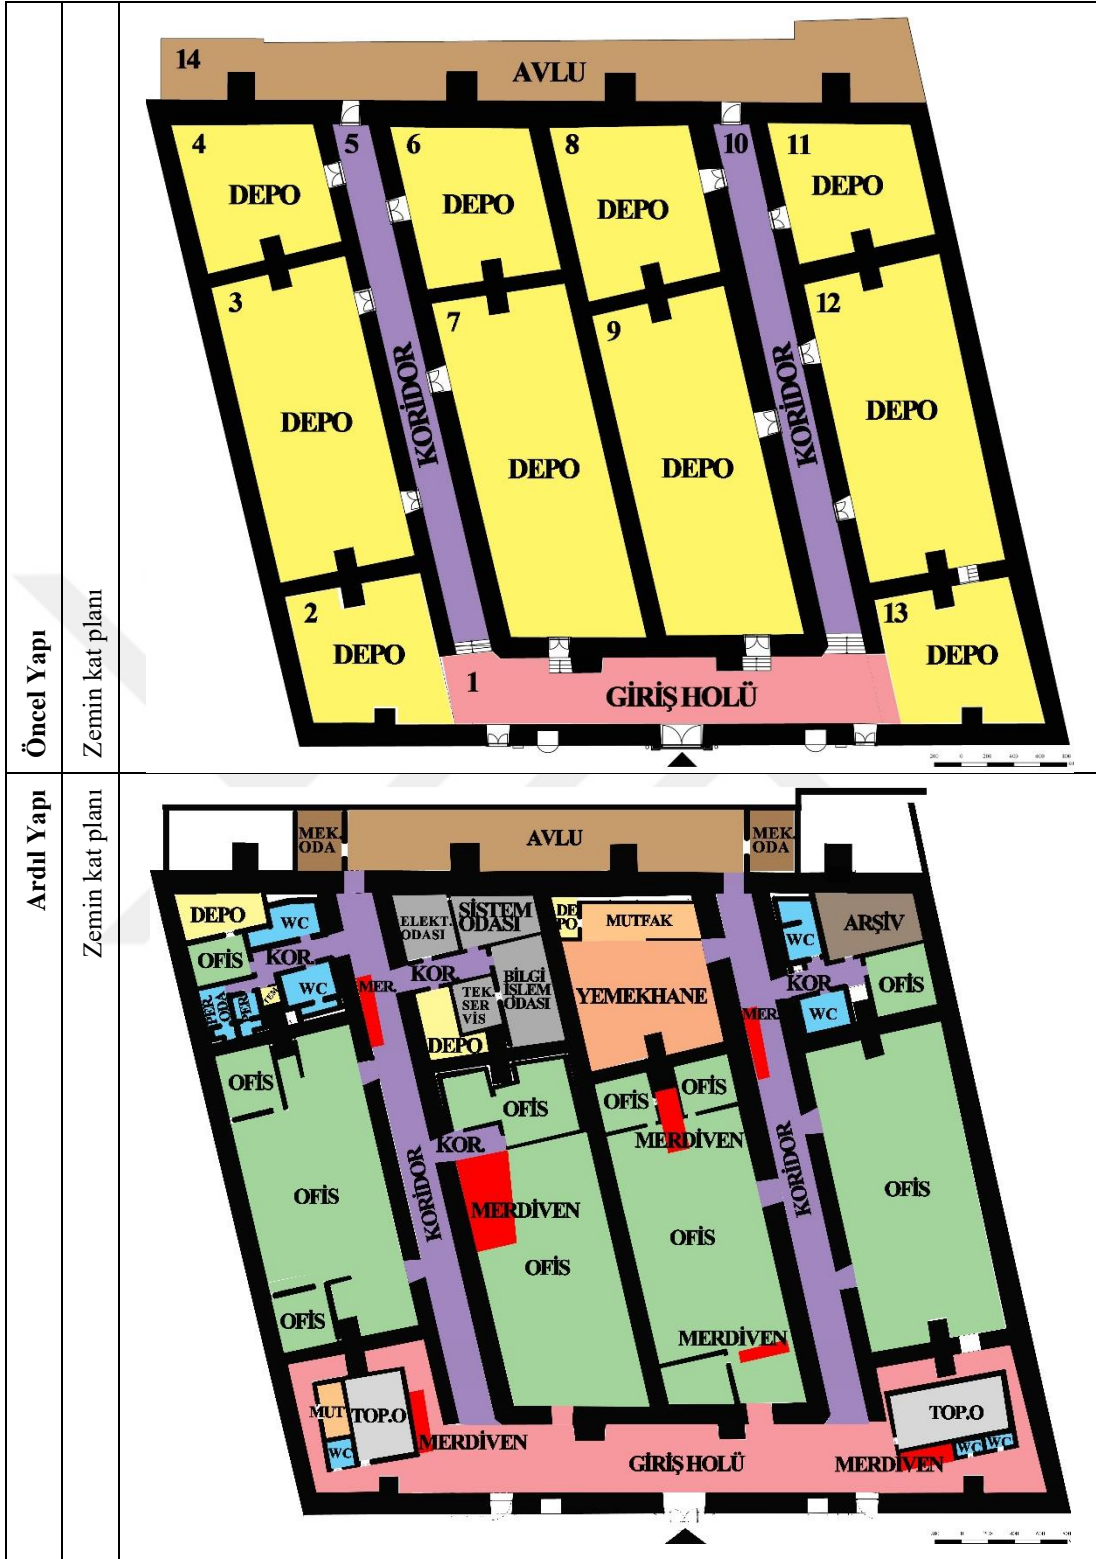 Öncel Yapı
Zemin kat planı
14
AVLU
4
DEPO
5
6
DEPO
8
DEPO
10
11
DEPO
3
DEPO
KORİDOR
7
DEPO
9
DEPO
KORİDOR
12
DEPO
2
DEPO
1
GİRİŞ HOLÜ
13
DEPO
Ardıl Yapı
Zemin kat planı
MEK.
ODA
AVLU
MEK.
ODA
DEPO
WC
OFİS
KOR.
PER.
ODA
PER.
WC
MER.
ELEKT.
ODASI
SİSTEM
ODASI
KOR.
TEK.
SER
VİS
BİLGİ
İŞLEM
ODASI
DEPO
DE
PO
MUTFAK
YEMEKHANE
MER.
WC
ARŞİV
KOR.
OFİS
WC
OFİS
OFİS
OFİS
KORİDOR
KOR.
OFİS
MERDİVEN
OFİS
OFİS
OFİS
MERDİVEN
OFİS
MERDİVEN
KORİDOR
OFİS
MUT
TOP.O
WC
MERDİVEN
GİRİŞ HOLÜ
TOP.O
MERDİVEN
WC
WC